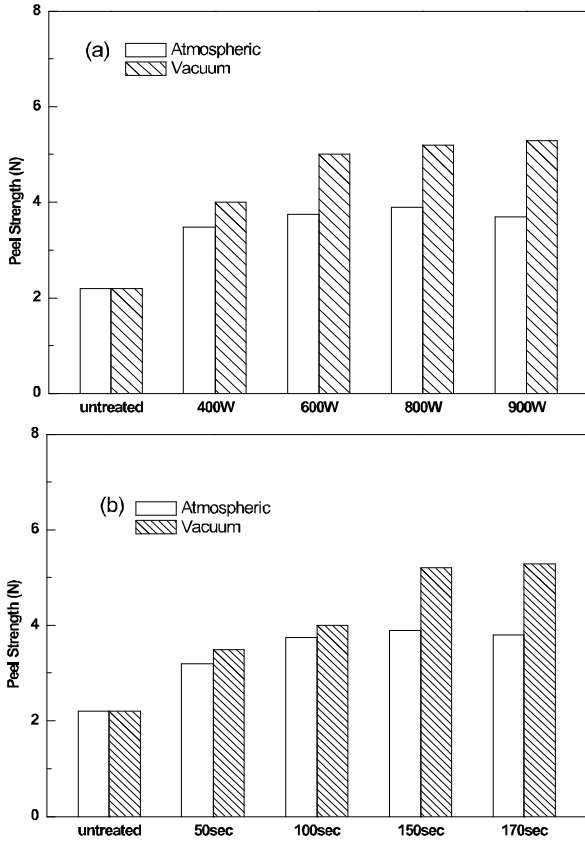 8
(a)
Atmospheric
Vacuum
6
Peel Strength (N)
4
2
0
untreated 400W 600W 800W 900W
8
(b)
Atmospheric
Vacuum
6
Peel Strength (N)
4
2
0
untreated 50sec 100sec 150sec 170sec